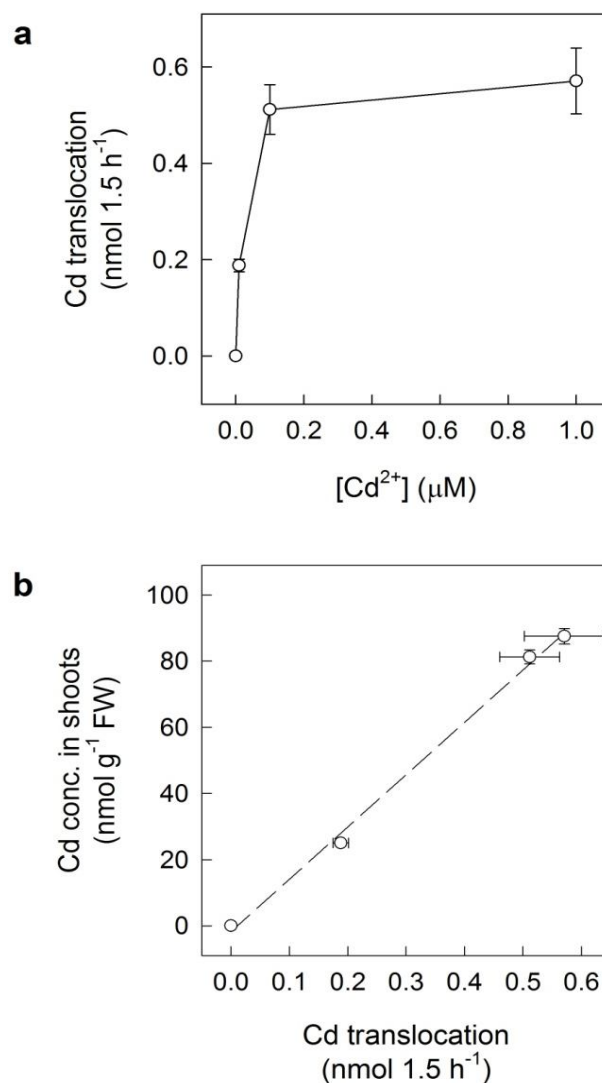 a
Cd translocation
(nmol 1.5 h⁻¹)
0.6
0.4
0.2
0.0
0.0 0.2 0.4 0.6 0.8 1.0
[Cd²⁺] (μM)
b
Cd conc. in shoots
(nmol g⁻¹ FW)
100
80
60
40
20
0
0.0 0.1 0.2 0.3 0.4 0.5 0.6
Cd translocation
(nmol 1.5 h⁻¹)